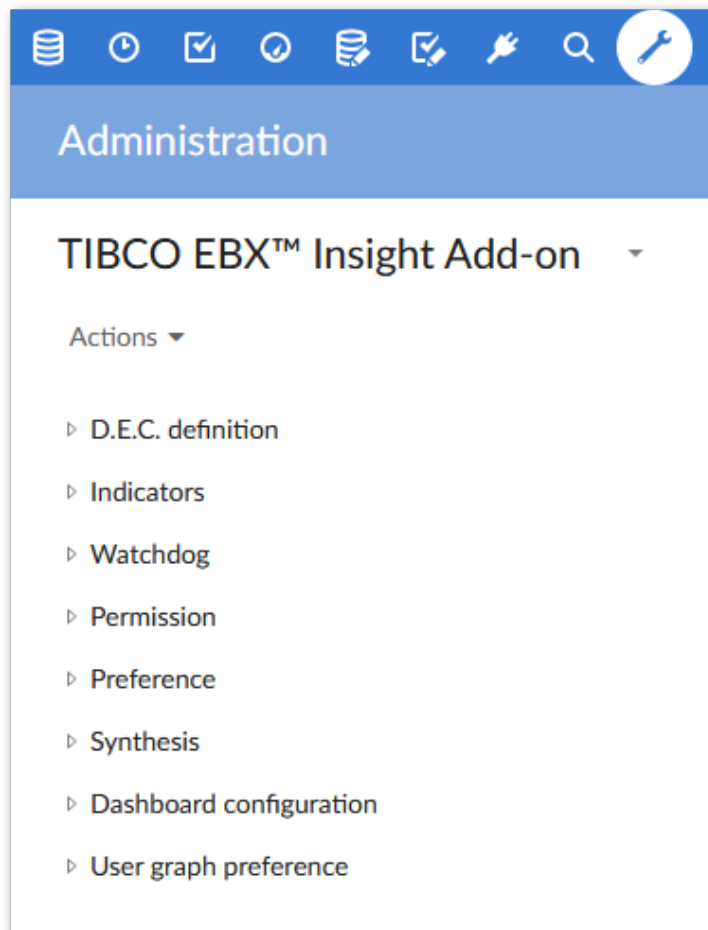 Administration
TIBCO EBX™ Insight Add-on
Actions
D.E.C. definition
Indicators
Watchdog
Permission
Preference
Synthesis
Dashboard configuration
User graph preference